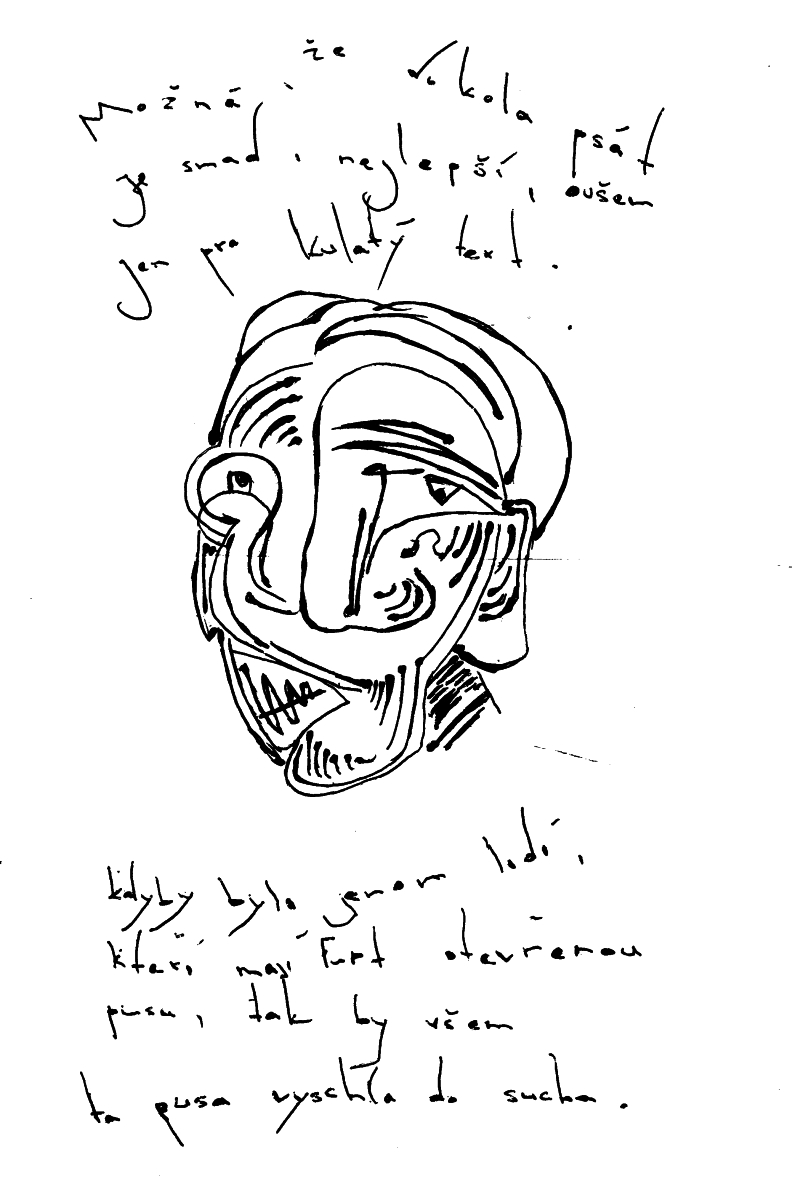 Možná, že dokola psát
je snad i nejlepší, ovšem
jen pro kulatý text.
kdyby bylo jenom lidí,
kteří mají furt otevřenou
pusu, tak by všem
ta pusa vyschla do sucha.